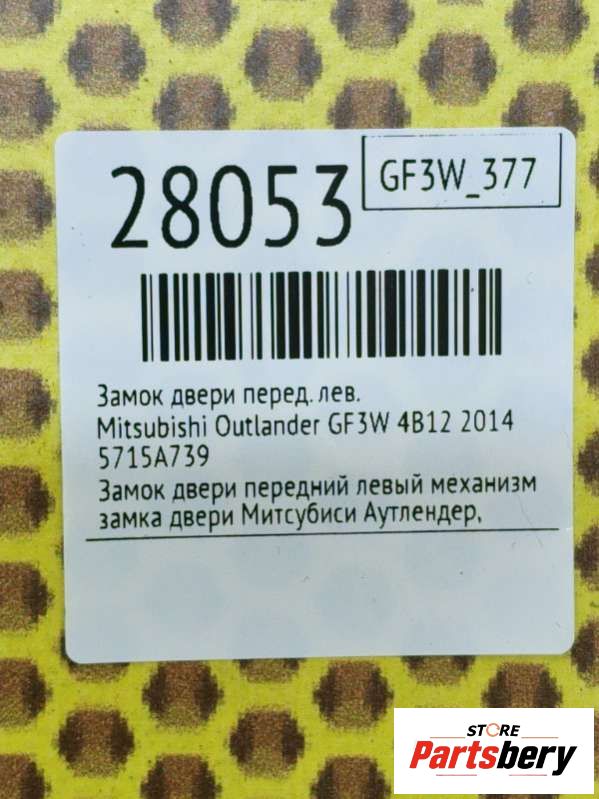 28053
GF3W_377
Замок двери перед. лев.
Mitsubishi Outlander GF3W 4B12 2014
5715A739
Замок двери передний левый механизм
замка двери Митсубиси Аутлендер,
STORE
Partsbery